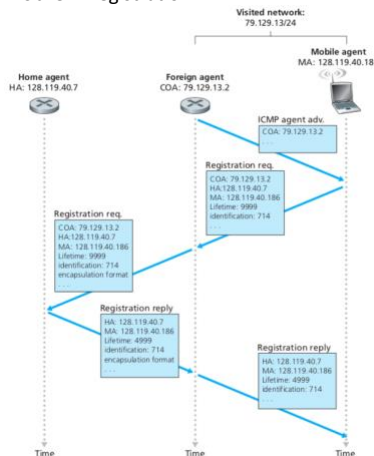 Visited network:
79.129.13/24
Mobile agent
MA: 128.119.40.18
Home agent
HA: 128.119.40.7
Foreign agent
COA: 79.129.13.2
ICMP agent adv.
COA: 79.129.13.2
. . .
Registration req.
COA: 79.129.13.2
HA:128.119.40.7
MA: 128.119.40.186
Lifetime: 9999
identification: 714
. . .
Registration req.
COA: 79.129.13.2
HA:128.119.40.7
MA: 128.119.40.186
Lifetime: 9999
identification: 714
encapsulation format
. . .
Registration reply
HA: 128.119.40.7
MA: 128.119.40.186
Lifetime: 4999
identification: 714
encapsulation format
. . .
Registration reply
HA: 128.119.40.7
MA: 128.119.40.186
Lifetime: 4999
identification: 714
. . .
Time
Time
Time